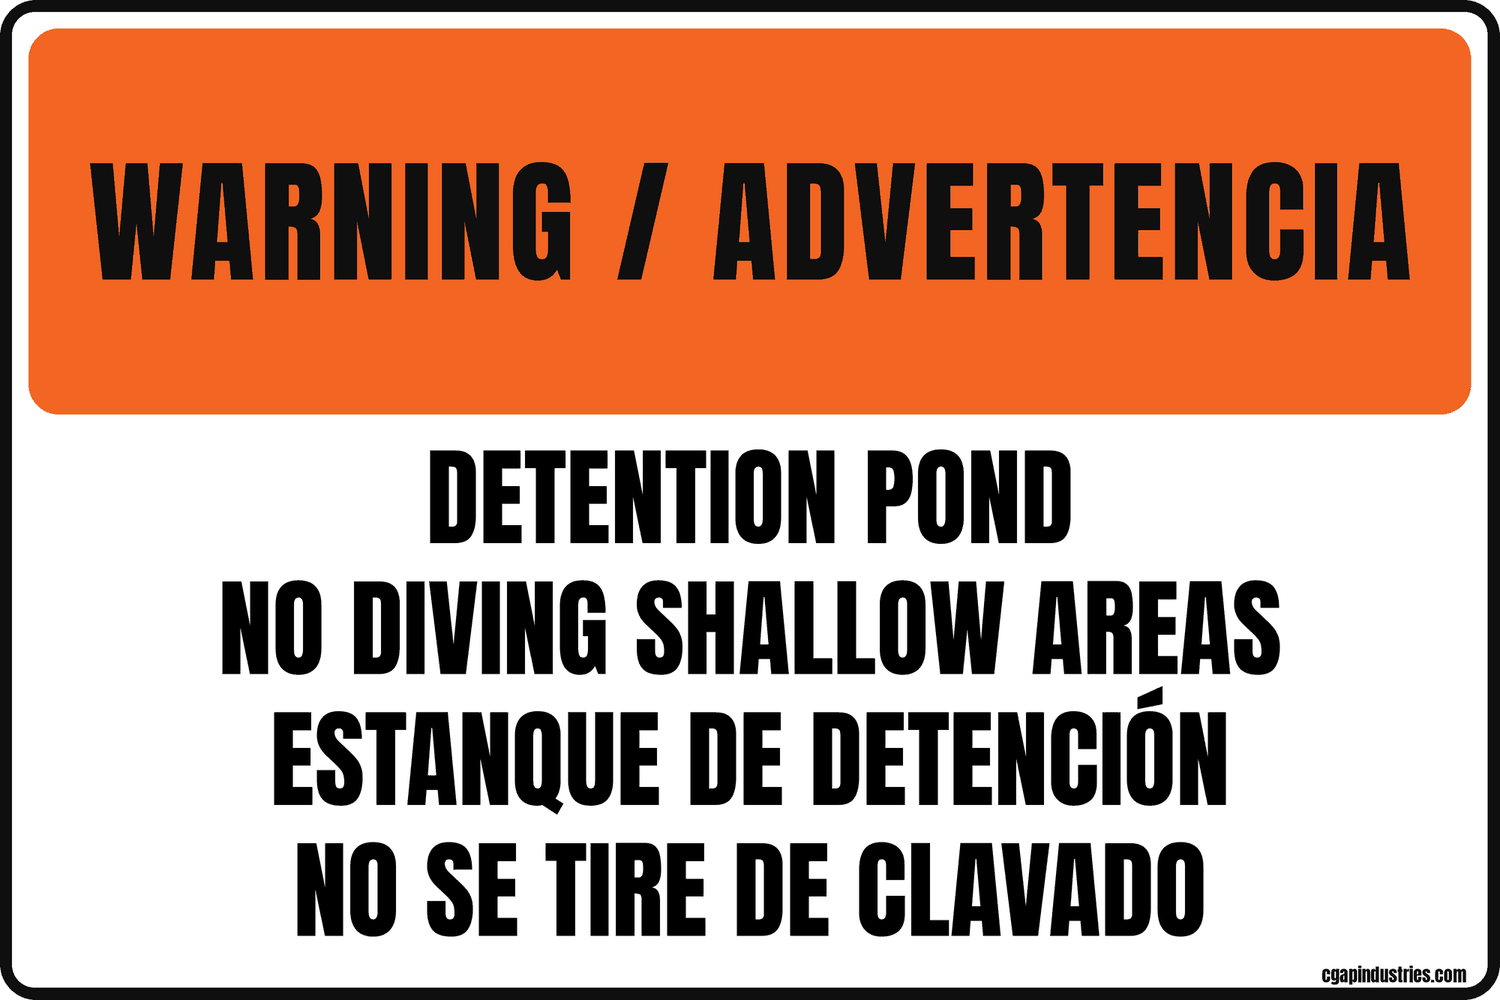 WARNING / ADVERTENCIA
DETENTION POND
NO DIVING SHALLOW AREAS
ESTANQUE DE DETENCIÓN
NO SE TIRE DE CLAVADO
cgapindustries.com